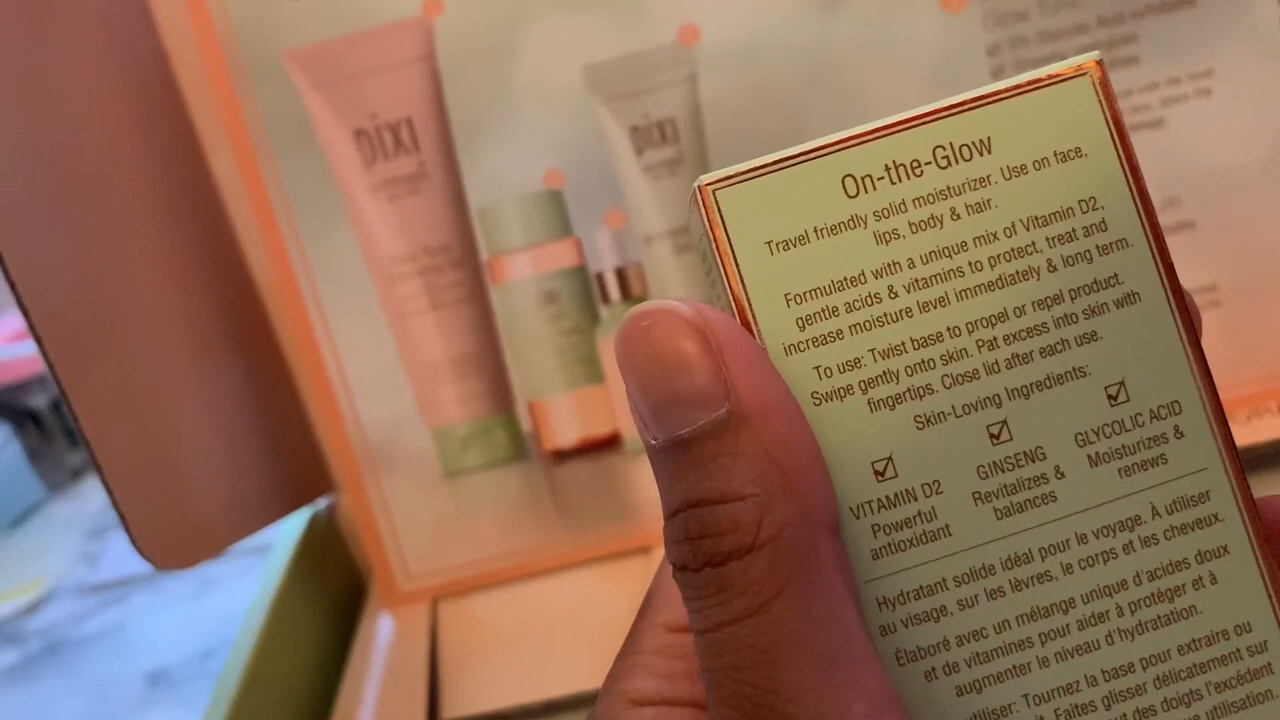 pixi
pixi
On-the-Glow
Travel friendly solid moisturizer. Use on face,
lips, body & hair.
Formulated with a unique mix of Vitamin D2,
gentle acids & vitamins to protect, treat and
increase moisture level immediately & long term.
To use: Twist base to propel or repel product.
Swipe gently onto skin. Pat excess into skin with
fingertips. Close lid after each use.
Skin-Loving Ingredients:
VITAMIN D2
Powerful
antioxidant
GINSENG
Revitalizes &
balances
GLYCOLIC ACID
Moisturizes &
renews
Hydratant solide idéal pour le voyage. À utiliser
au visage, sur les lèvres, le corps et les cheveux.
Élaboré avec un mélange unique d'acides doux
et de vitamines pour aider à protéger et à
augmenter le niveau d'hydratation.
utiliser: Tournez la base pour extraire ou
Faites glisser délicatement sur
des doigts l'excédent
utilisation